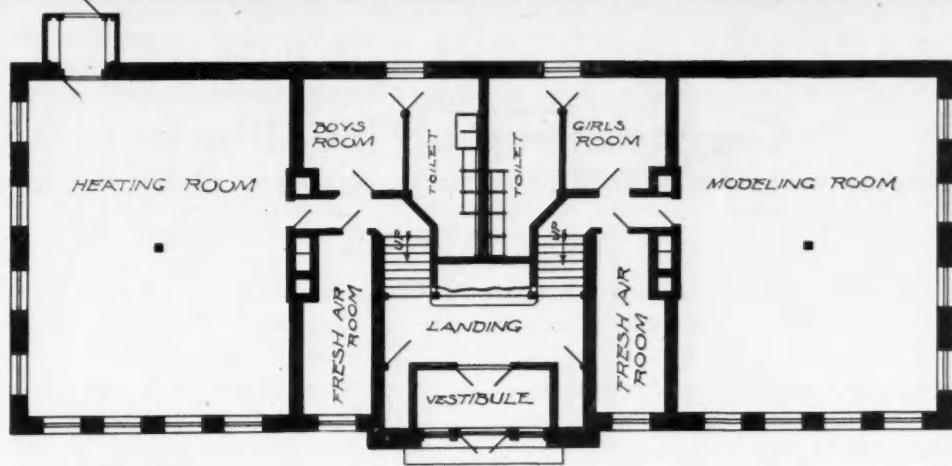 BOYS
ROOM
TOILET
TOILET
GIRLS
ROOM
HEATING ROOM
MODELING ROOM
UP
UP
FRESH AIR
ROOM
LANDING
FRESH AIR
ROOM
VESTIBULE